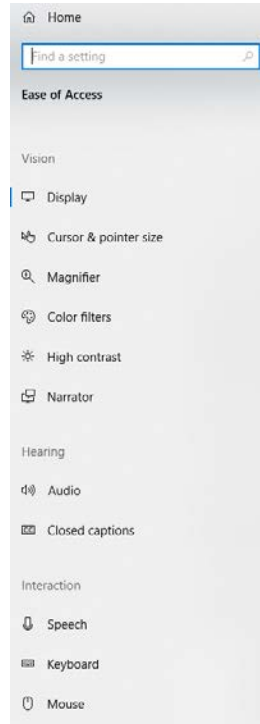 Home
Find a setting
Ease of Access
Vision
Display
Cursor & pointer size
Magnifier
Color filters
High contrast
Narrator
Hearing
Audio
Closed captions
Interaction
Speech
Keyboard
Mouse